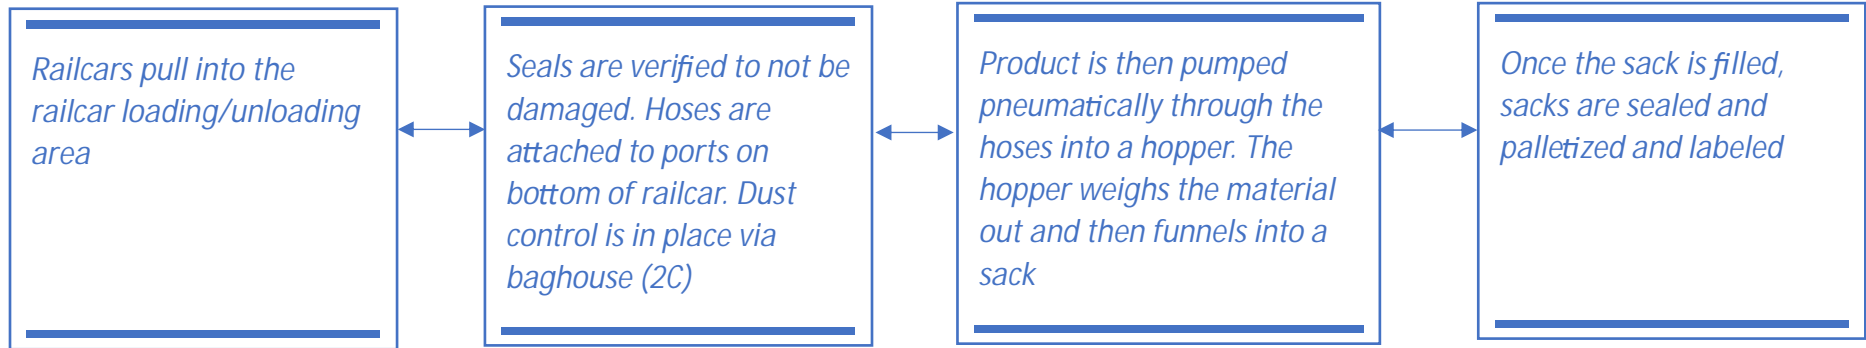 Railcars pull into the
railcar loading/unloading
area
Seals are verified to not be
damaged. Hoses are
attached to ports on
bottom of railcar. Dust
control is in place via
baghouse (2C)
Product is then pumped
pneumatically through the
hoses into a hopper. The
hopper weighs the material
out and then funnels into a
sack
Once the sack is filled,
sacks are sealed and
palletized and labeled